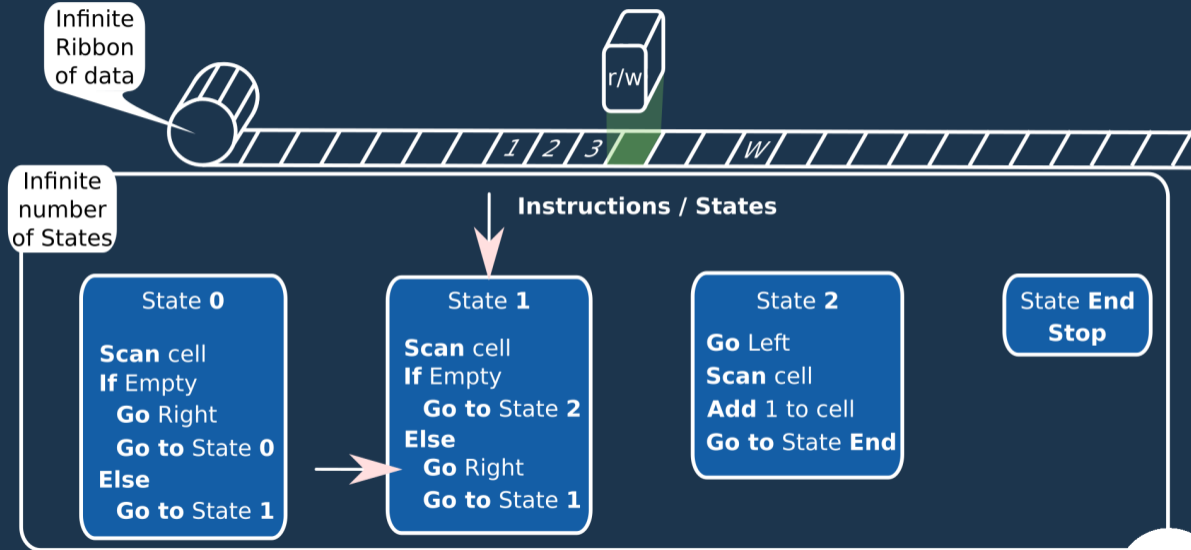 Infinite
Ribbon
of data
r/w
1 2 3 W
Infinite
number
of States
Instructions / States
State 0
Scan cell
If Empty
Go Right
Go to State 0
Else
Go to State 1
State 1
Scan cell
If Empty
Go to State 2
Else
Go Right
Go to State 1
State 2
Go Left
Scan cell
Add 1 to cell
Go to State End
State End
Stop